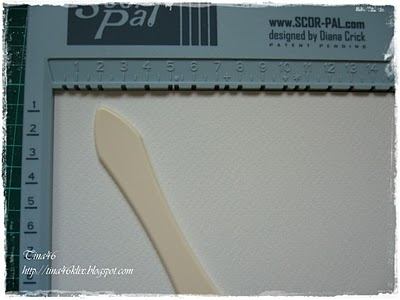 Scor
Pal
www.SCOR-PAL.com
designed by Diana Crick
PATENT PENDING
1 2 3 4 5 6 7 8 9 10 11 12 13 14
1
2
3
4
5
6
Tina46
http://tina46klex.blogspot.com